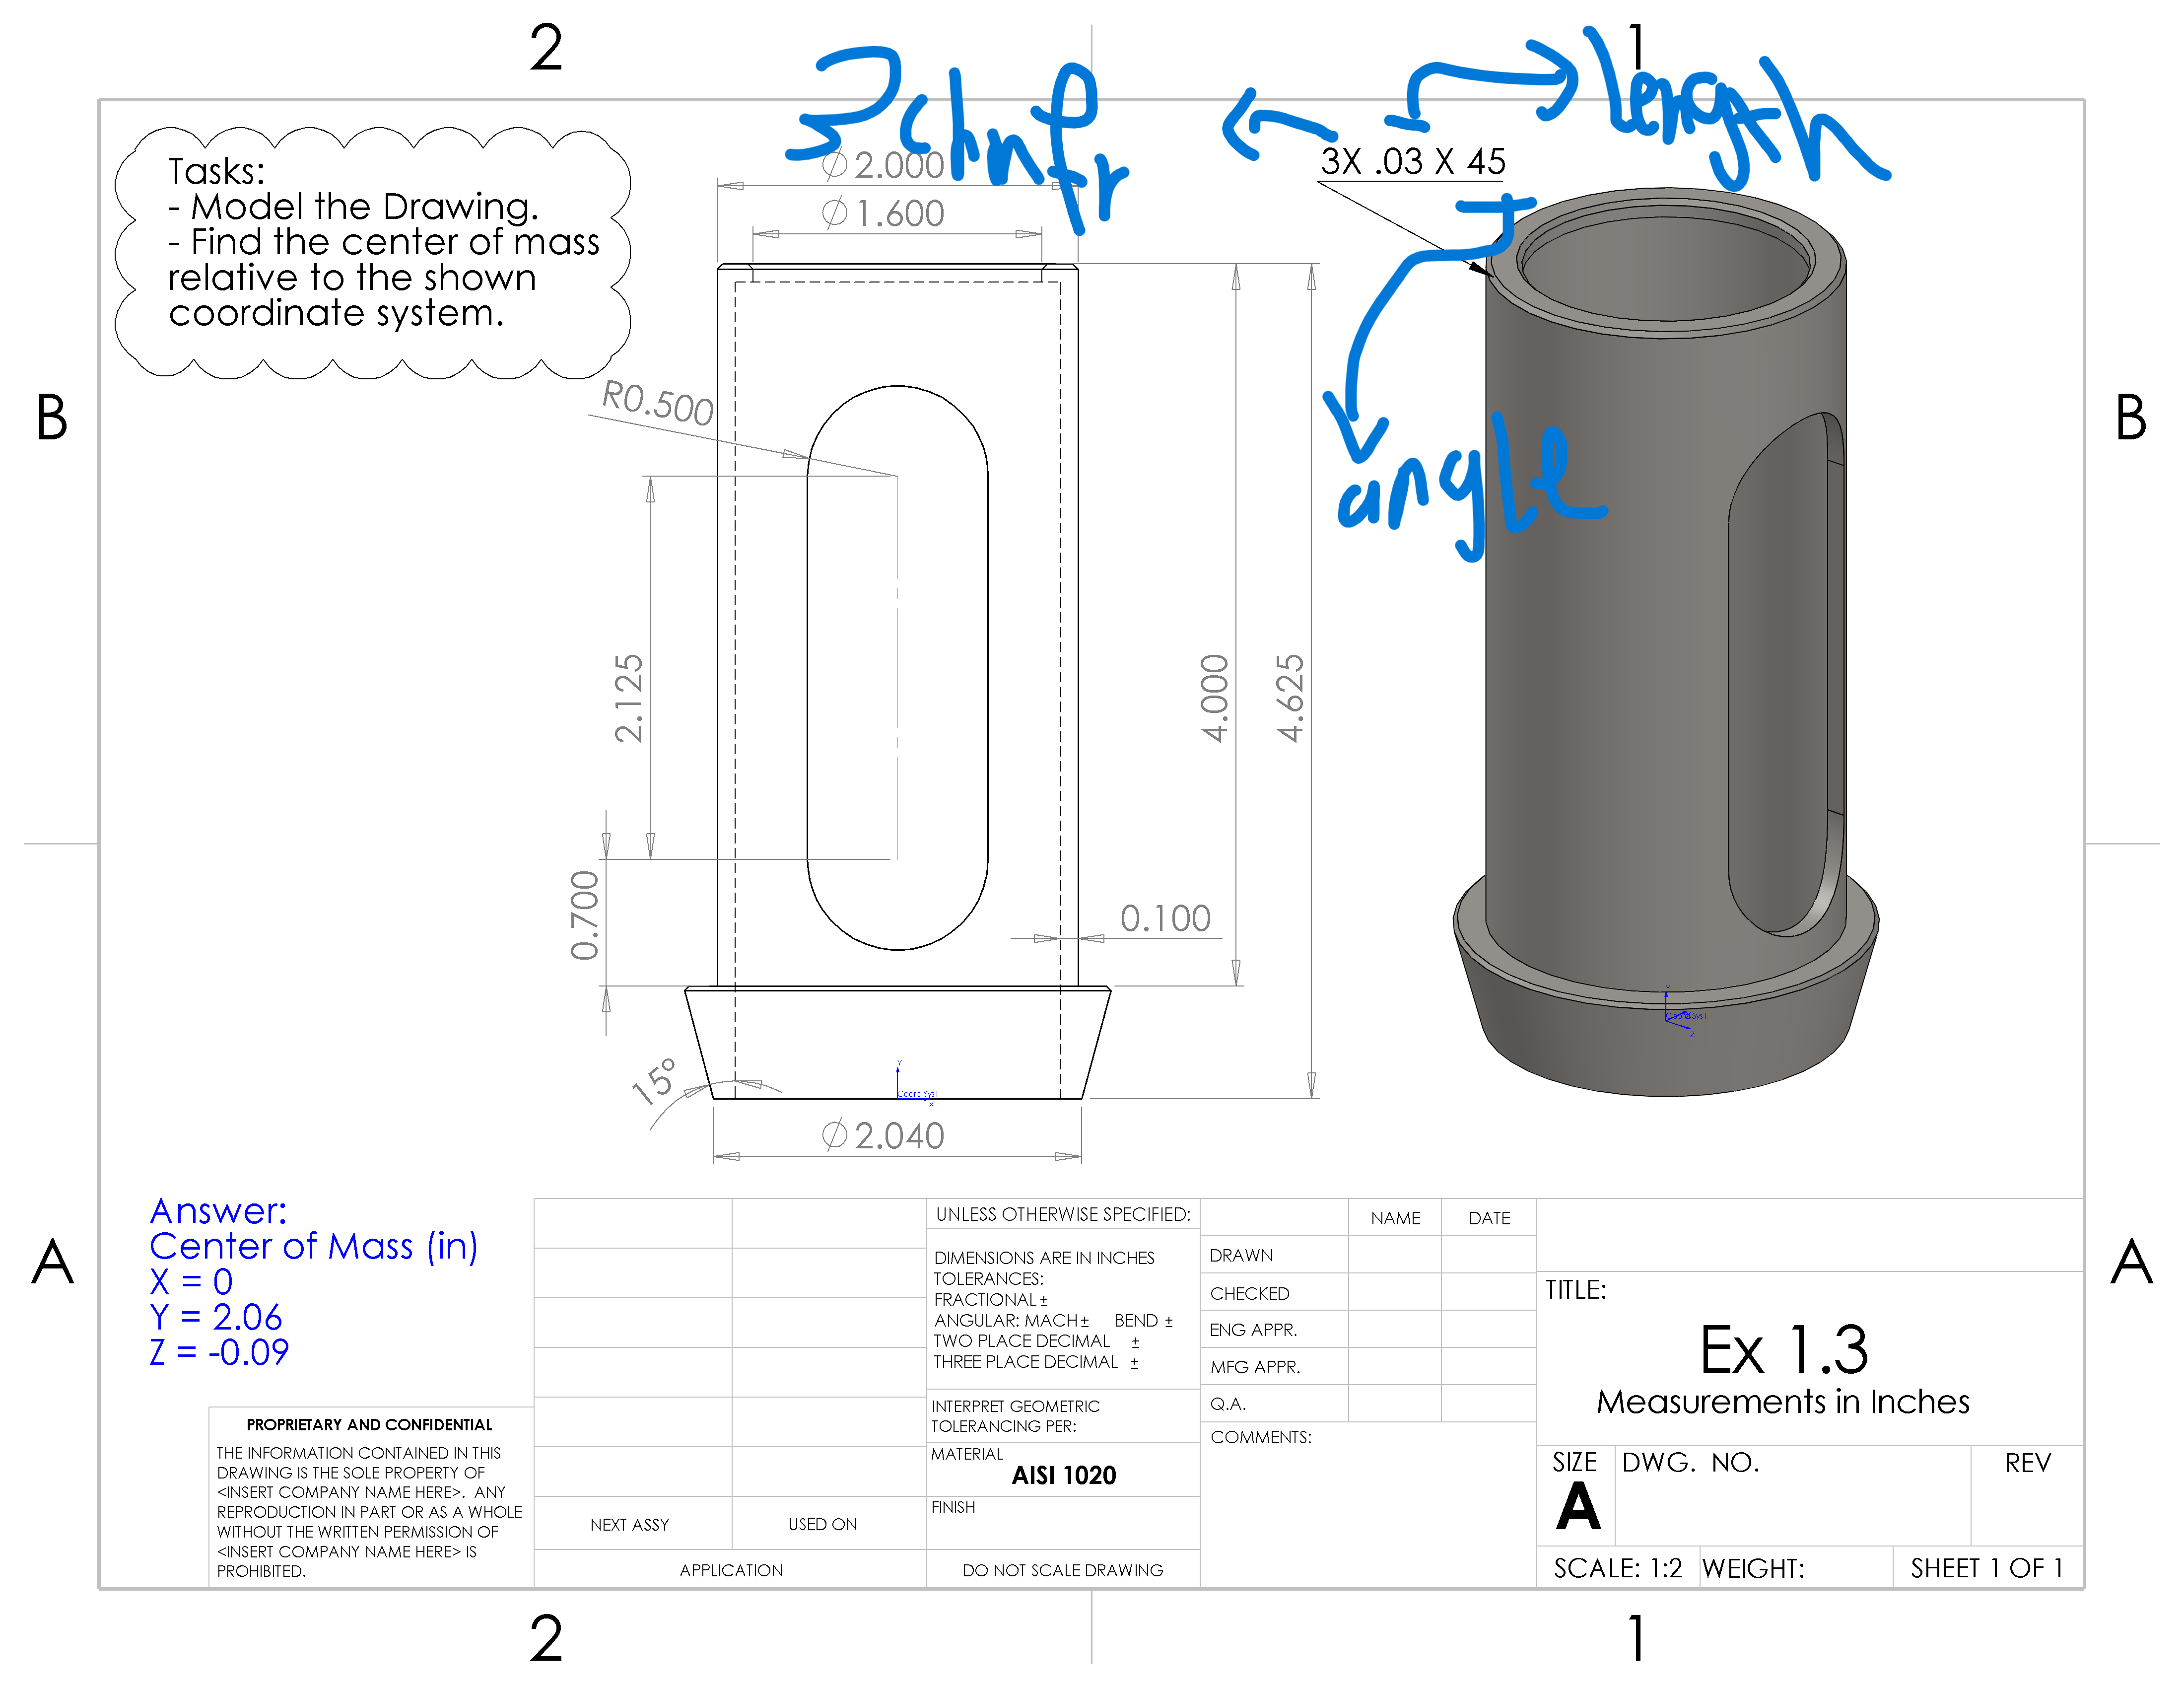 2
1
3 chnfr
length
3X .03 X 45
angle
Tasks:
- Model the Drawing.
- Find the center of mass
relative to the shown
coordinate system.
∅ 2.000
∅ 1.600
R0.500
B
B
2.125
4.000
4.625
0.700
0.100
15°
Y
Coord Sys1
X
Y
Coord Sys1
Z
∅ 2.040
Answer:
Center of Mass (in)
X = 0
Y = 2.06
Z = -0.09
A
A
PROPRIETARY AND CONFIDENTIAL
THE INFORMATION CONTAINED IN THIS
DRAWING IS THE SOLE PROPERTY OF
<INSERT COMPANY NAME HERE>. ANY
REPRODUCTION IN PART OR AS A WHOLE
WITHOUT THE WRITTEN PERMISSION OF
<INSERT COMPANY NAME HERE> IS
PROHIBITED.
NEXT ASSY
USED ON
APPLICATION
UNLESS OTHERWISE SPECIFIED:
DIMENSIONS ARE IN INCHES
TOLERANCES:
FRACTIONAL ±
ANGULAR: MACH ± BEND ±
TWO PLACE DECIMAL ±
THREE PLACE DECIMAL ±
INTERPRET GEOMETRIC
TOLERANCING PER:
MATERIAL
AISI 1020
FINISH
DO NOT SCALE DRAWING
NAME
DATE
DRAWN
CHECKED
ENG APPR.
MFG APPR.
Q.A.
COMMENTS:
TITLE:
Ex 1.3
Measurements in Inches
SIZE
A
DWG. NO.
REV
SCALE: 1:2
WEIGHT:
SHEET 1 OF 1
2
1